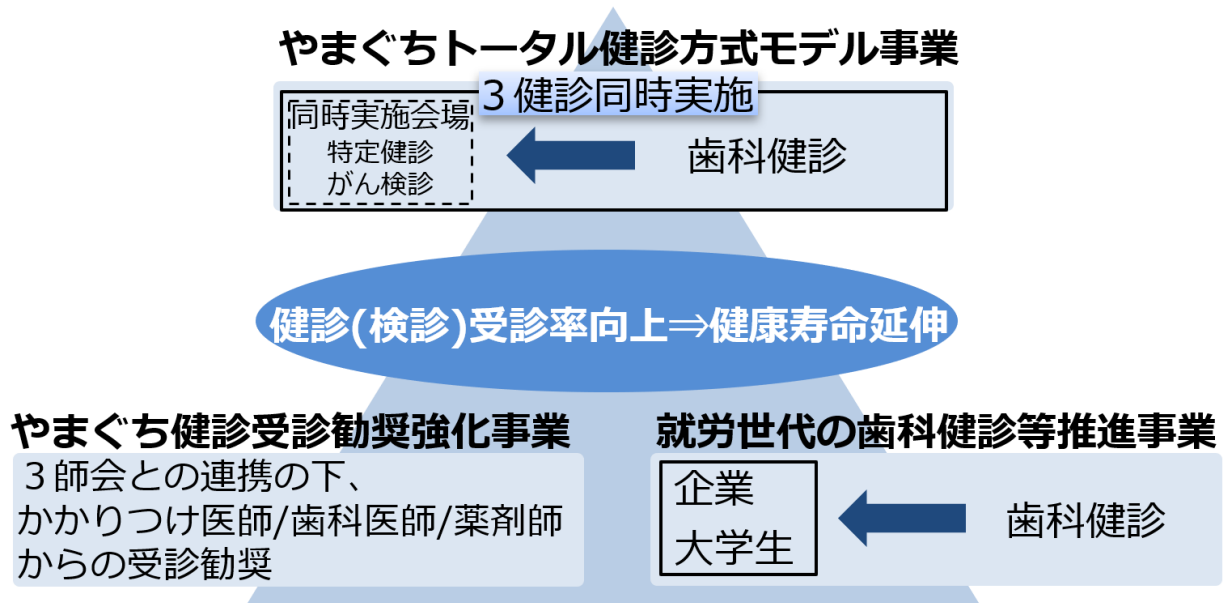 やまぐちトータル健診方式モデル事業
３健診同時実施
同時実施会場
特定健診
がん検診
歯科健診
健診(検診)受診率向上⇒健康寿命延伸
やまぐち健診受診勧奨強化事業
３師会との連携の下、
かかりつけ医師/歯科医師/薬剤師
からの受診勧奨
就労世代の歯科健診等推進事業
企業
大学生
歯科健診